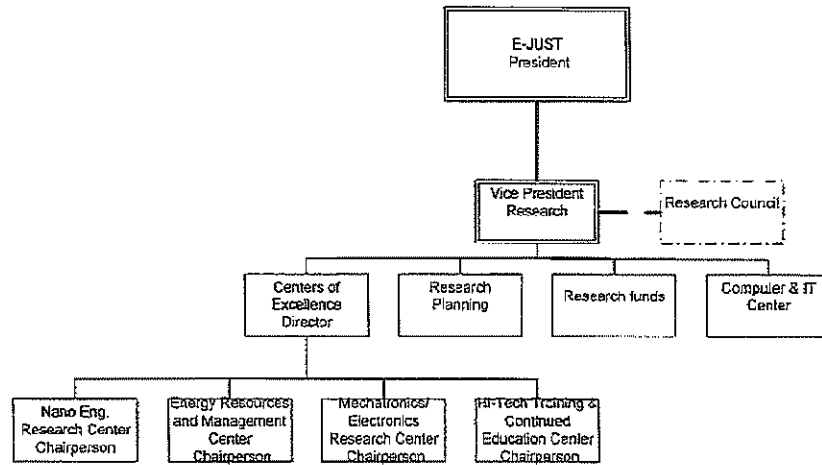 E-JUST
President
Vice President
Research
Research Council
Centers of
Excellence
Director
Research
Planning
Research funds
Computer & IT
Center
Nano Eng.
Research Center
Chairperson
Energy Resources
and Management
Center
Chairperson
Mechatronics/
Electronics
Research Center
Chairperson
Hi-Tech Training &
Continued
Education Center
Chairperson